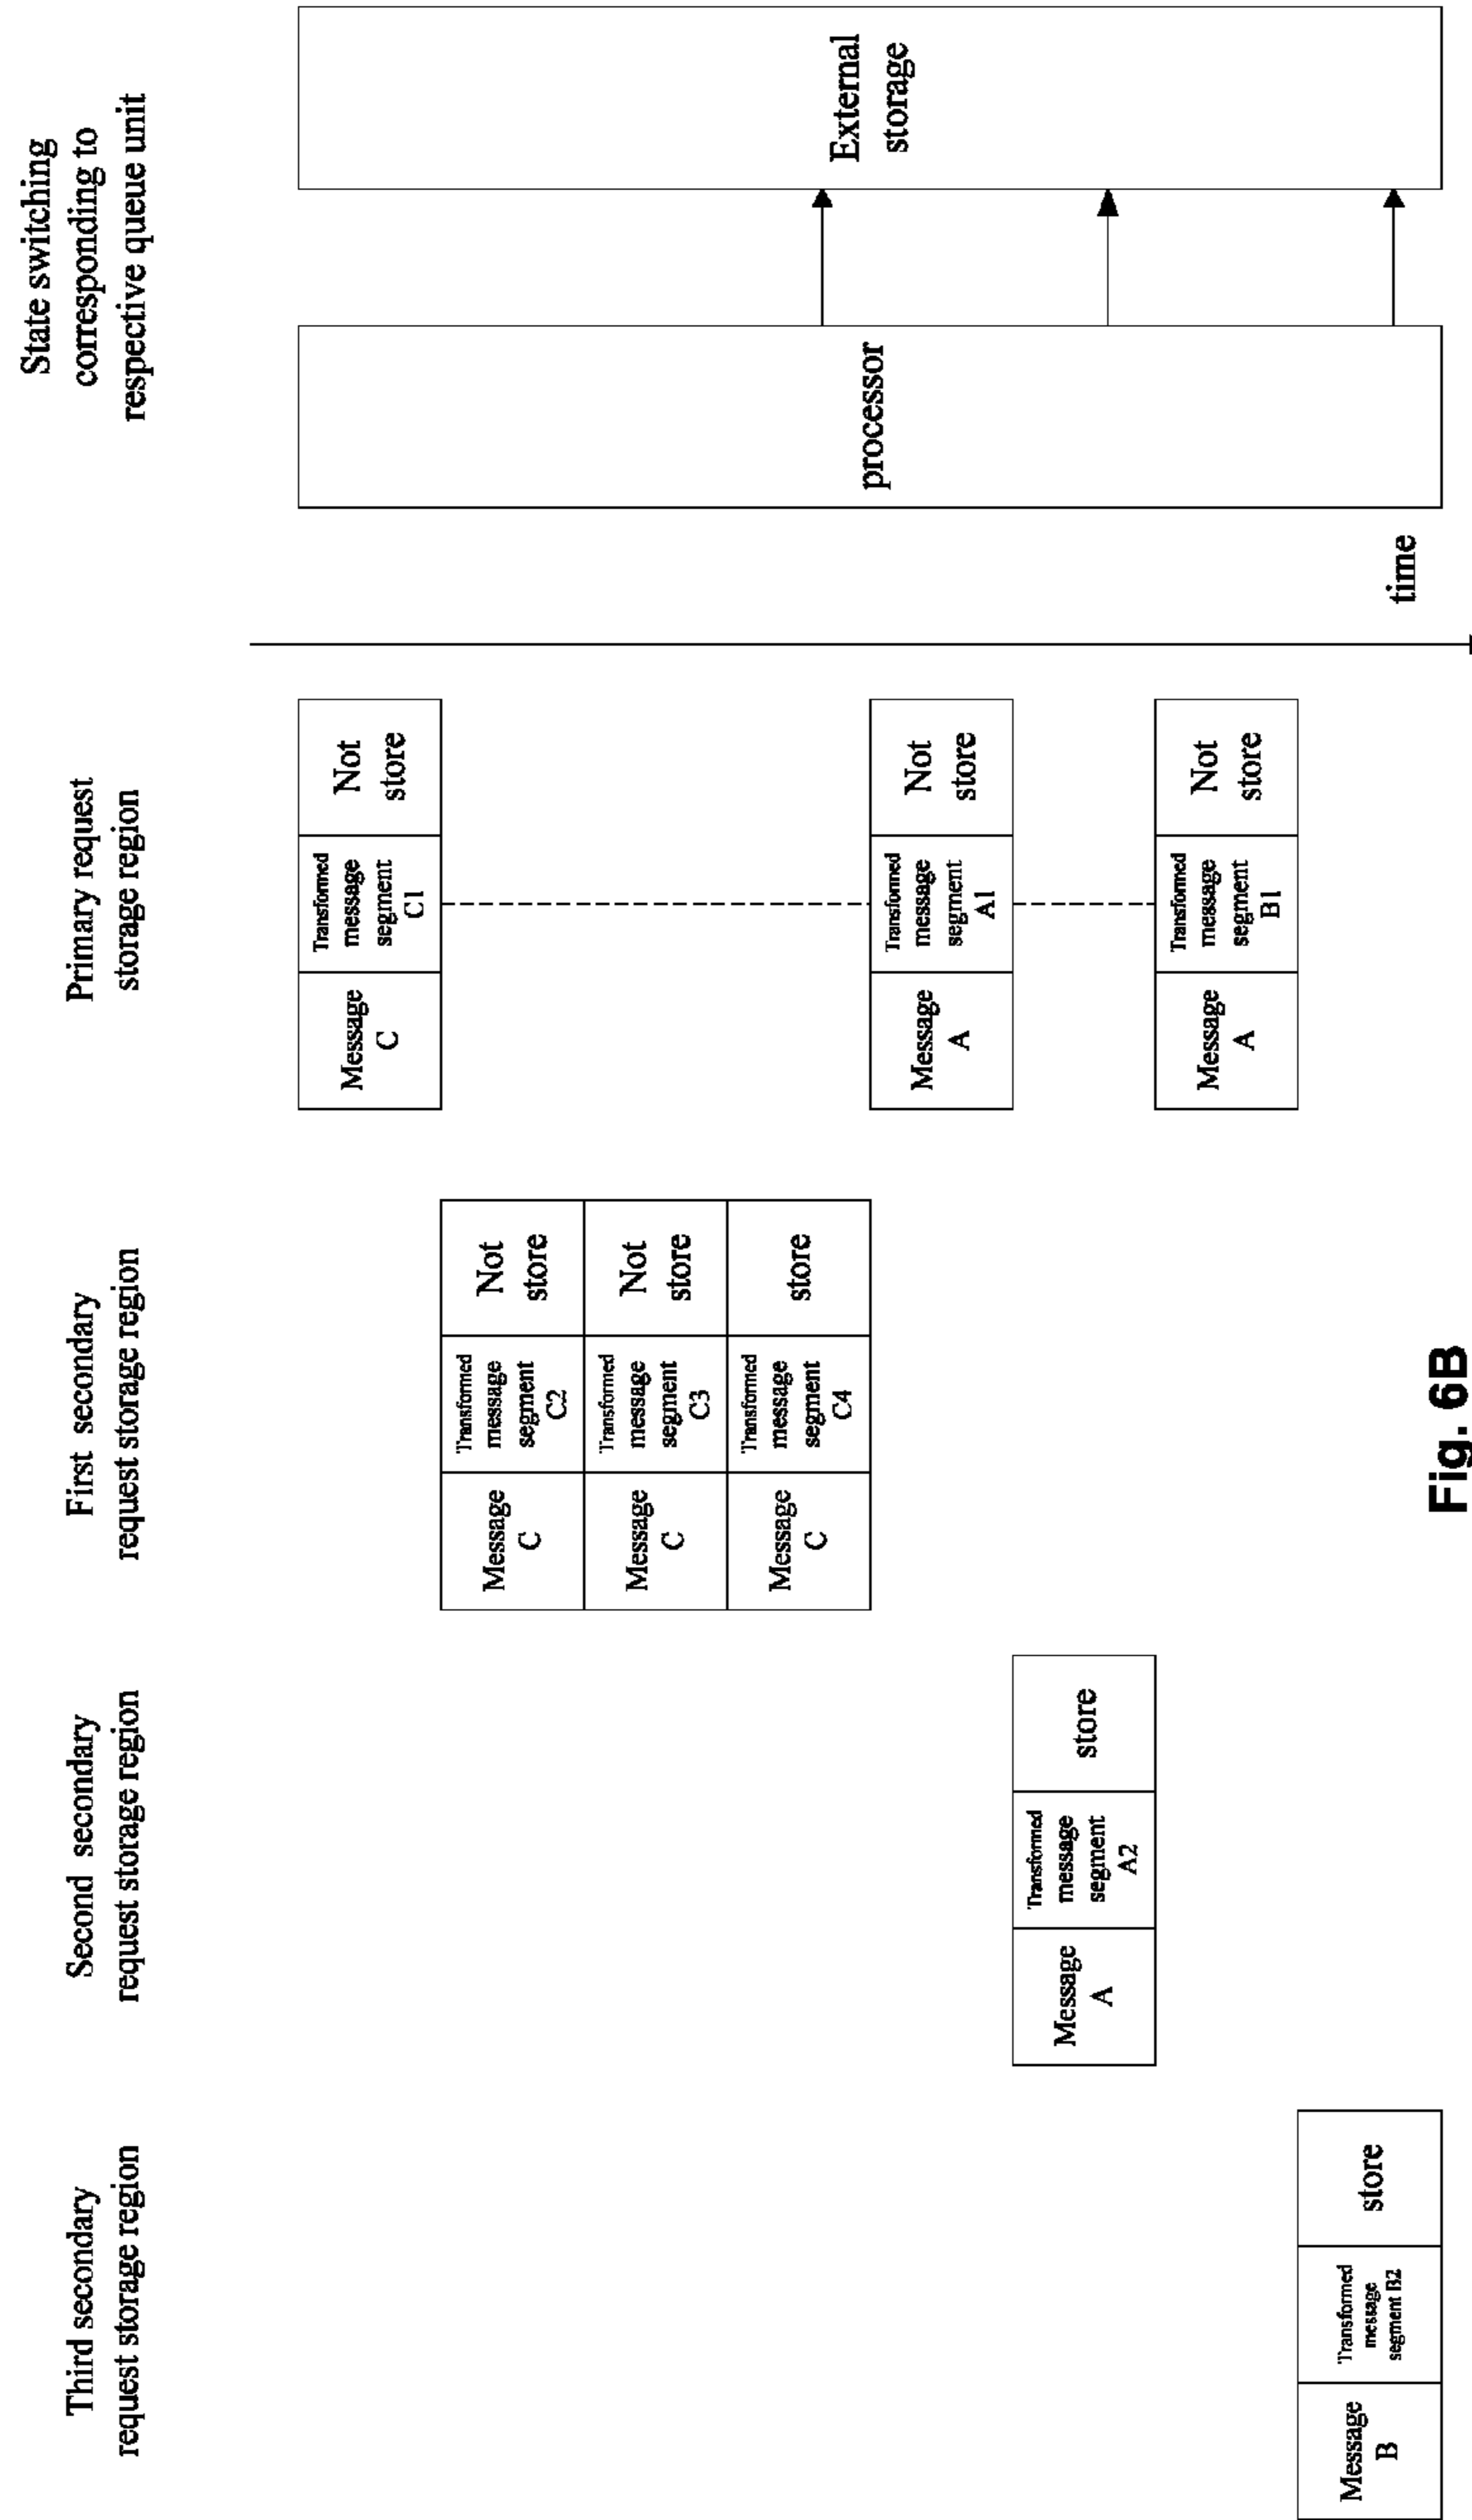 Third secondary
request storage region
Second secondary
request storage region
First secondary
request storage region
Primary request
storage region
State switching
corresponding to
respective queue unit
Message
C
Transformed
message
segment
C1
Not
store
Message
C
Transformed
message
segment
C2
Not
store
Message
C
Transformed
message
segment
C3
Not
store
Message
C
Transformed
message
segment
C4
store
Message
A
Transformed
message
segment
A1
Not
store
Message
A
Transformed
message
segment
A2
store
Message
A
Transformed
message
segment
B1
Not
store
Message
B
Transformed
message
segment B2
store
time
processor
External
storage
Fig. 6B